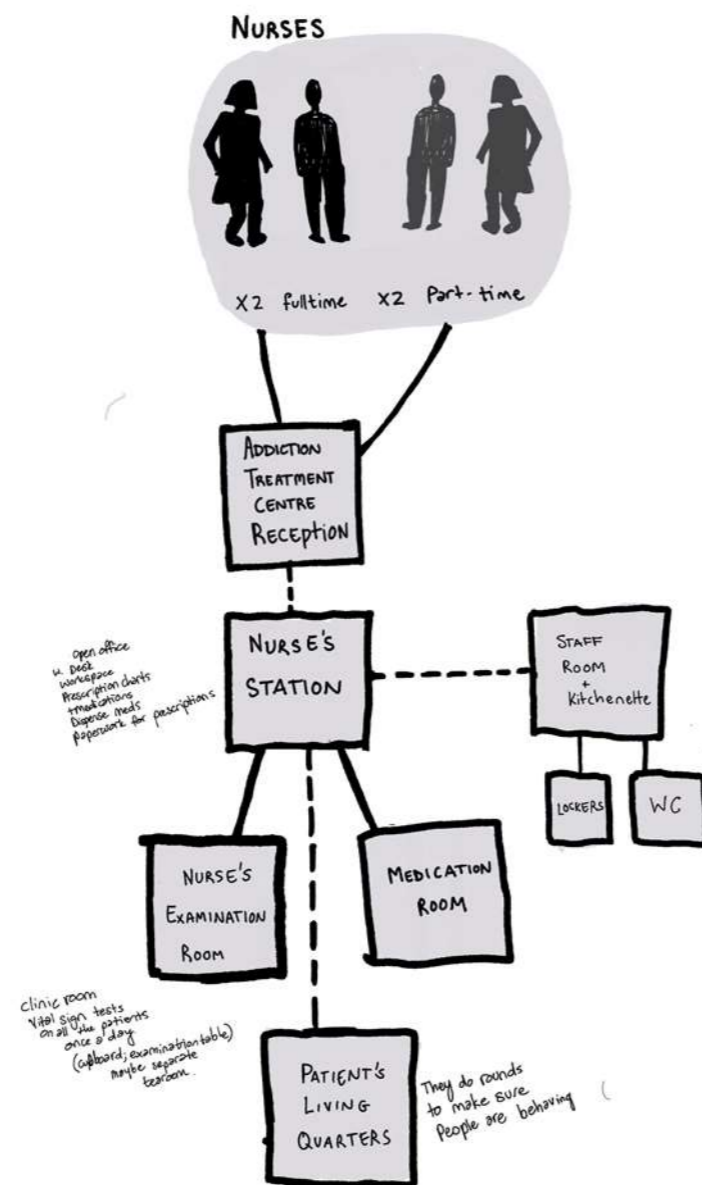 NURSES
X2 fulltime X2 Part-time
ADDICTION
TREATMENT
CENTRE
RECEPTION
Open office
w. Desk
workspace
Prescription charts
+medications
Dispense meds
paperwork for prescriptions
NURSE'S
STATION
STAFF
ROOM
+
Kitchenette
LOCKERS
WC
NURSE'S
EXAMINATION
ROOM
MEDICATION
ROOM
Clinic room
Vital sign tests
on all the patients
once a day
(cupboard; examination table)
maybe separate
tearoom.
PATIENT'S
LIVING
QUARTERS
They do rounds
to make sure
People are behaving